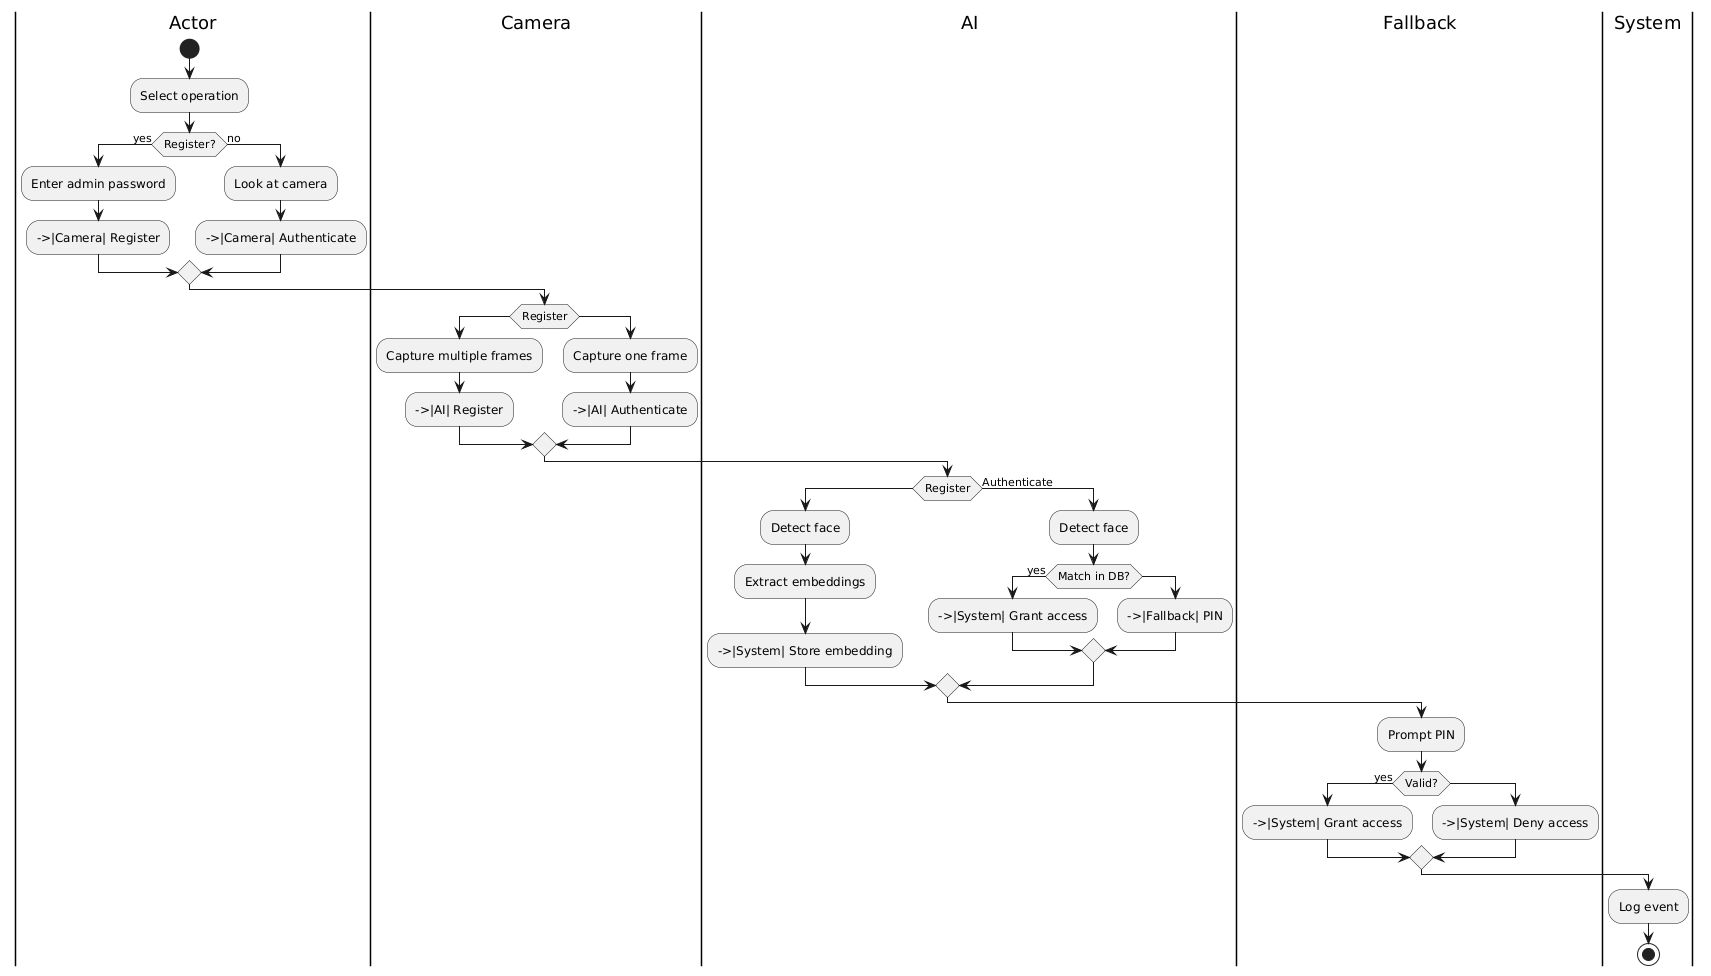 Actor
Camera
AI
Fallback
System
Select operation
yes
Register?
no
Enter admin password
Look at camera
->|Camera| Register
->|Camera| Authenticate
Register
Capture multiple frames
Capture one frame
->|AI| Register
->|AI| Authenticate
Register
Authenticate
Detect face
Detect face
Extract embeddings
yes
Match in DB?
->|System| Grant access
->|Fallback| PIN
->|System| Store embedding
Prompt PIN
yes
Valid?
->|System| Grant access
->|System| Deny access
Log event